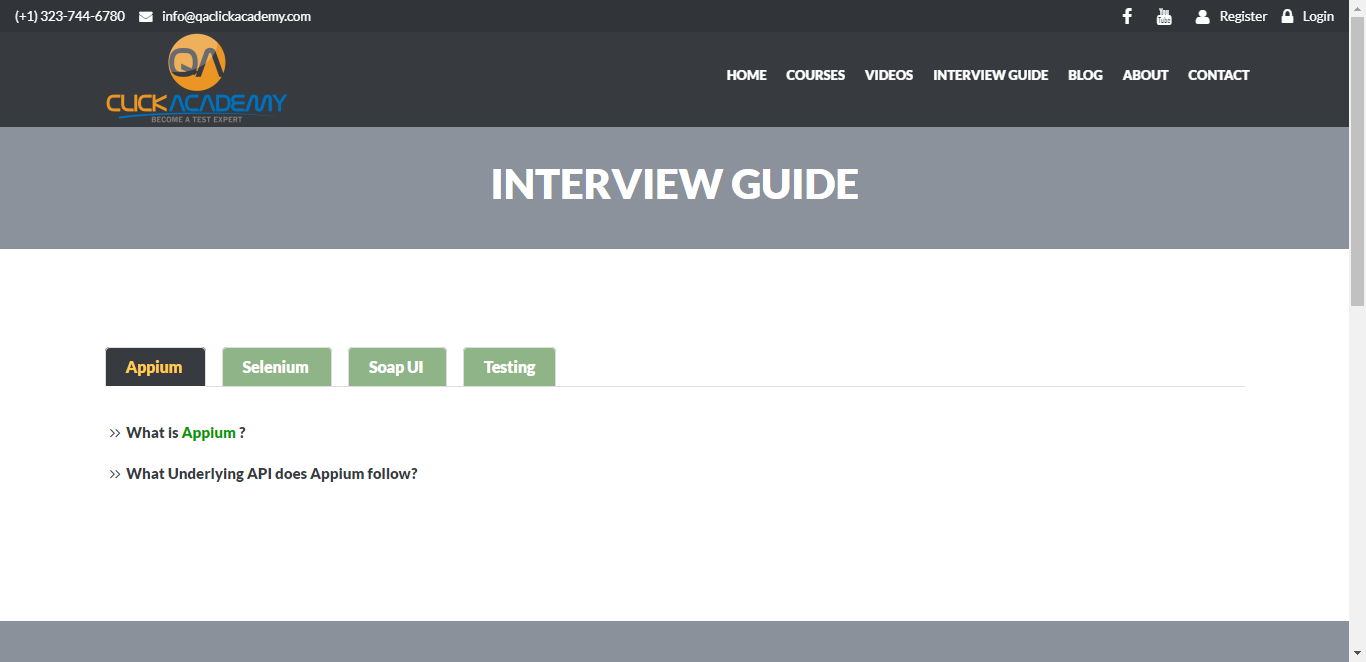 (+1) 323-744-6780 info@qaclickacademy.com
You Tube Register Login
QA
CLICKACADEMY
BECOME A TEST EXPERT
HOME COURSES VIDEOS INTERVIEW GUIDE BLOG ABOUT CONTACT
INTERVIEW GUIDE
Appium Selenium Soap UI Testing
What is Appium ?
What Underlying API does Appium follow?